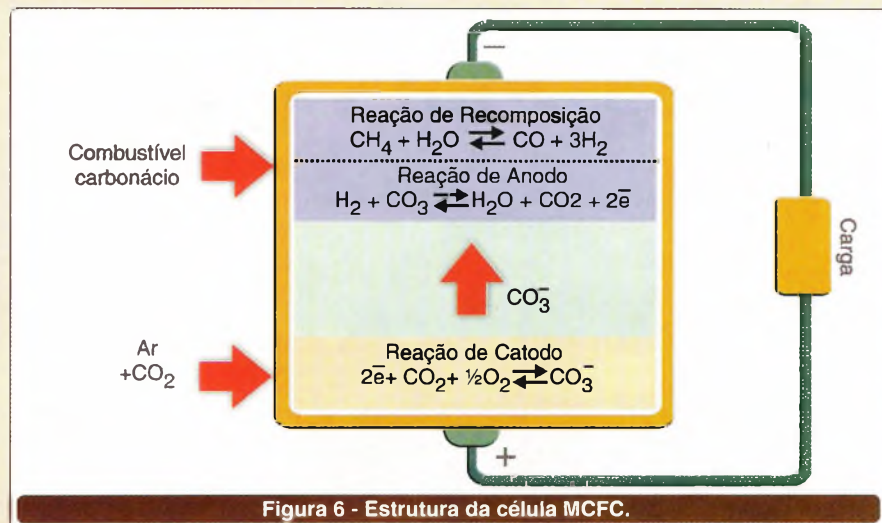 −
Reação de Recomposição
CH₄ + H₂O ⇄ CO + 3H₂
Combustível
carbonácio
Reação de Anodo
H₂ + CO₃ ⇄ H₂O + CO2 + 2e̅
Carga
CO₃⁻
Ar
+CO₂
Reação de Catodo
2e̅+ CO₂+ ½O₂ ⇄ CO₃⁻
+
Figura 6 - Estrutura da célula MCFC.